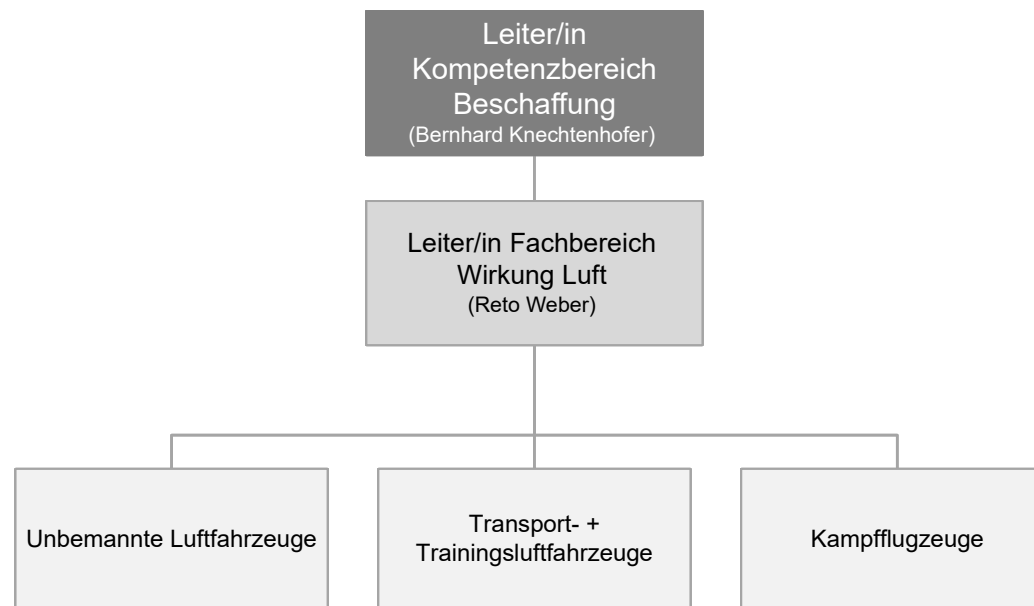 Leiter/in
Kompetenzbereich
Beschaffung
(Bernhard Knechtenhofer)
Leiter/in Fachbereich
Wirkung Luft
(Reto Weber)
Unbemannte Luftfahrzeuge
Transport- +
Trainingsluftfahrzeuge
Kampfflugzeuge